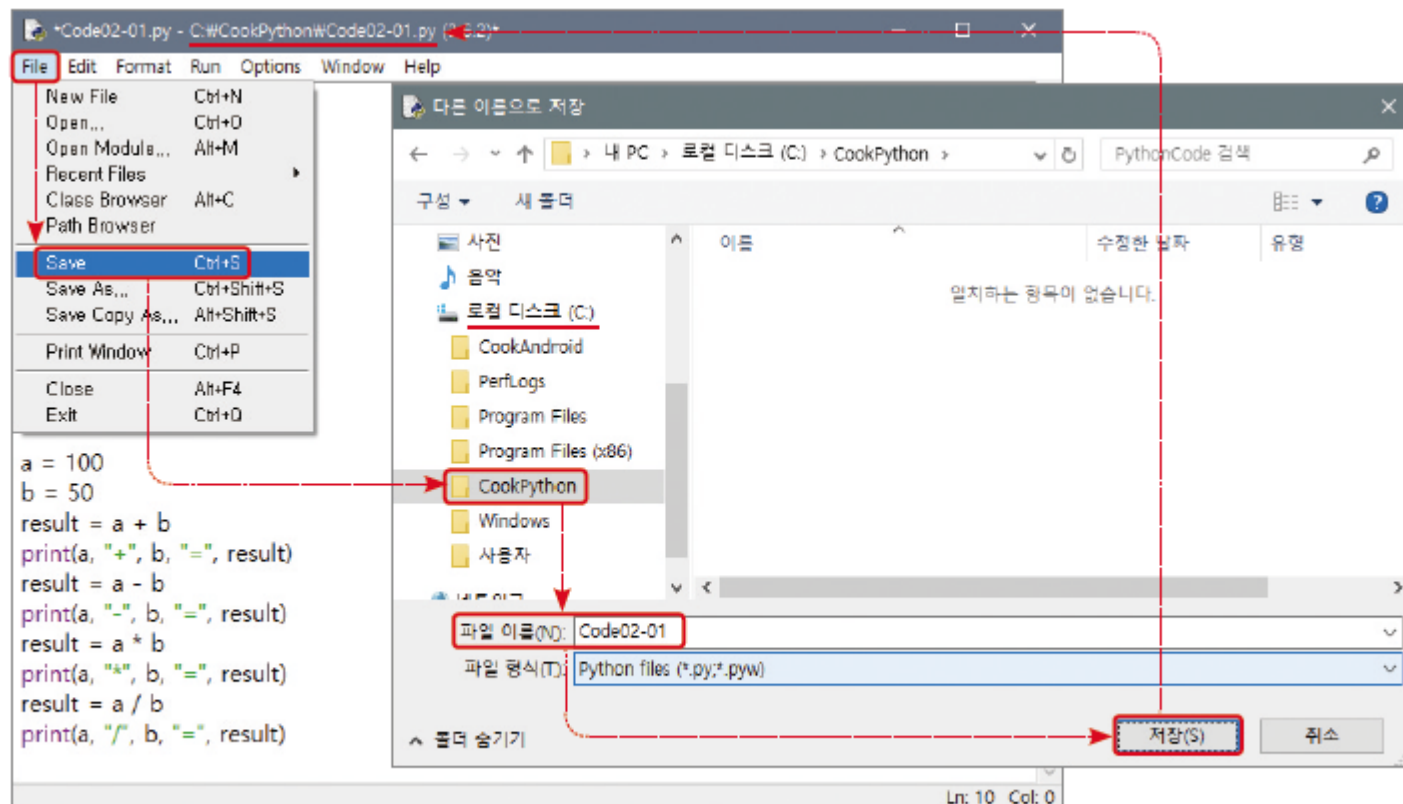 *Code02-01.py - C:₩CookPython₩Code02-01.py (3.6.2)*
File Edit Format Run Options Window Help
New File Ctrl+N
Open... Ctrl+O
Open Module... Alt+M
Recent Files
Class Browser Alt+C
Path Browser
Save Ctrl+S
Save As... Ctrl+Shift+S
Save Copy As... Alt+Shift+S
Print Window Ctrl+P
Close Alt+F4
Exit Ctrl+Q
a = 100
b = 50
result = a + b
print(a, "+", b, "=", result)
result = a - b
print(a, "-", b, "=", result)
result = a * b
print(a, "*", b, "=", result)
result = a / b
print(a, "/", b, "=", result)
Ln: 10 Col: 0
다른 이름으로 저장
내 PC › 로컬 디스크 (C:) › CookPython ›
PythonCode 검색
구성 새 폴더
사진
음악
로컬 디스크 (C:)
CookAndroid
PerfLogs
Program Files
Program Files (x86)
CookPython
Windows
사용자
이름 수정한 날짜 유형
일치하는 항목이 없습니다.
파일 이름(N): Code02-01
파일 형식(T): Python files (*.py;*.pyw)
폴더 숨기기
저장(S) 취소